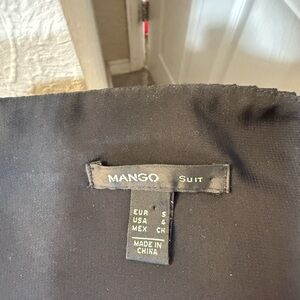 MANGO SUIT
EUR S
USA 4
MEX CH
MADE IN
CHINA